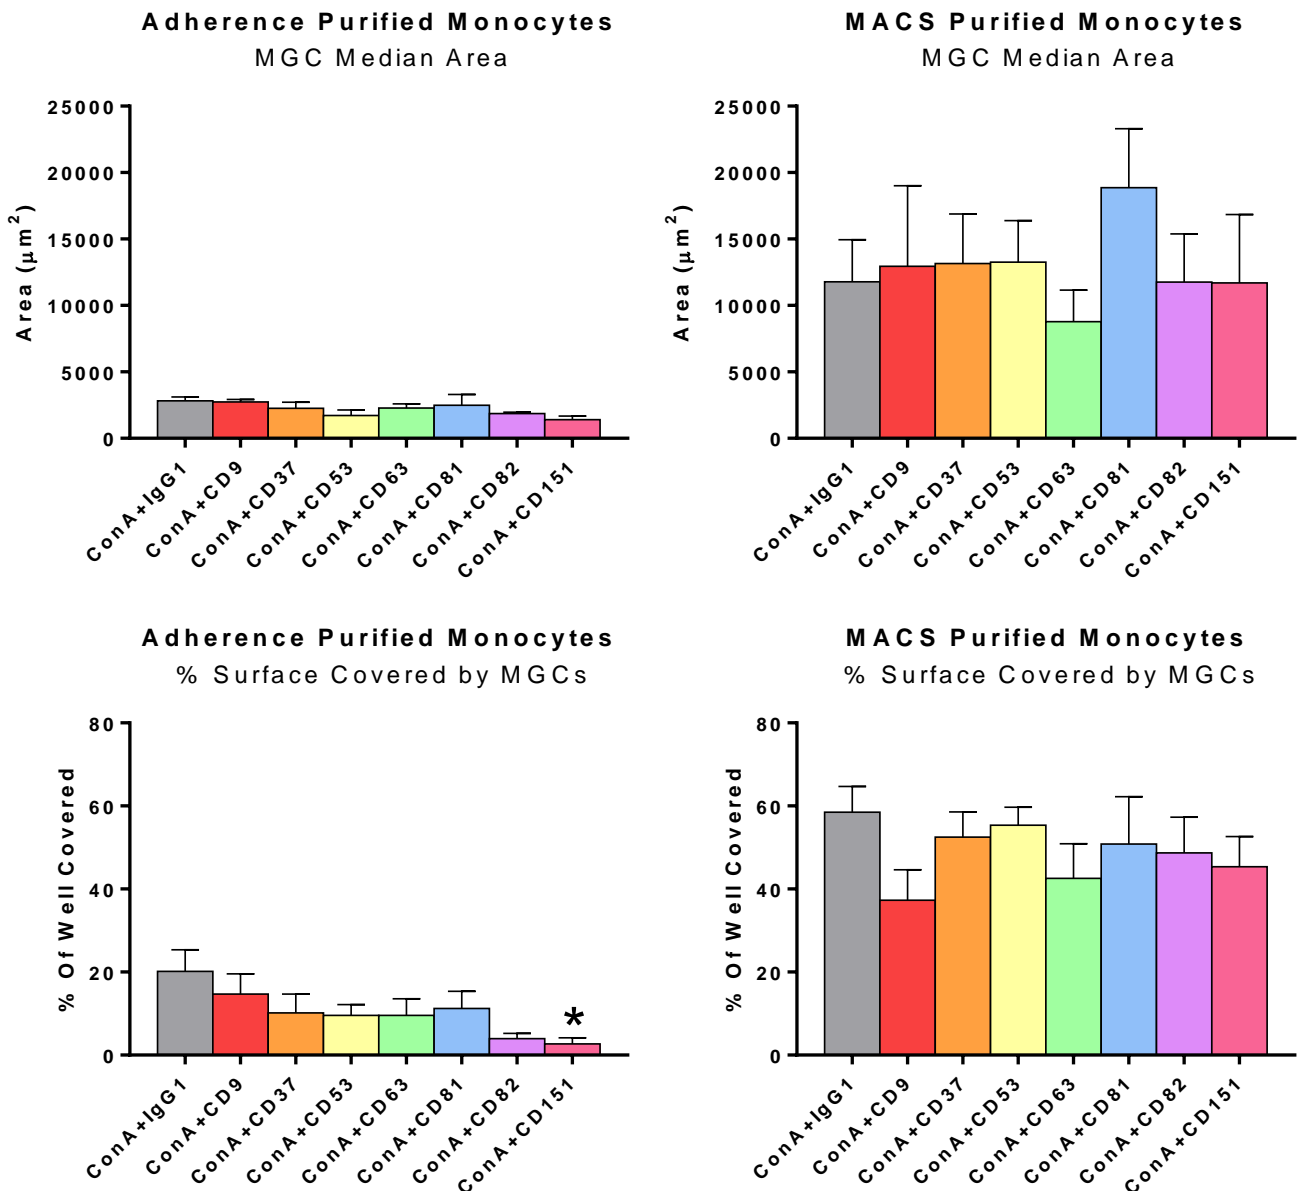 Adherence Purified Monocytes
MGC Median Area
Area (μm²)
25000
20000
15000
10000
5000
0
ConA+IgG1
ConA+CD9
ConA+CD37
ConA+CD53
ConA+CD63
ConA+CD81
ConA+CD82
ConA+CD151
MACS Purified Monocytes
MGC Median Area
Area (μm²)
25000
20000
15000
10000
5000
0
ConA+IgG1
ConA+CD9
ConA+CD37
ConA+CD53
ConA+CD63
ConA+CD81
ConA+CD82
ConA+CD151
Adherence Purified Monocytes
% Surface Covered by MGCs
% Of Well Covered
80
60
40
20
0
*
ConA+IgG1
ConA+CD9
ConA+CD37
ConA+CD53
ConA+CD63
ConA+CD81
ConA+CD82
ConA+CD151
MACS Purified Monocytes
% Surface Covered by MGCs
% Of Well Covered
80
60
40
20
0
ConA+IgG1
ConA+CD9
ConA+CD37
ConA+CD53
ConA+CD63
ConA+CD81
ConA+CD82
ConA+CD151